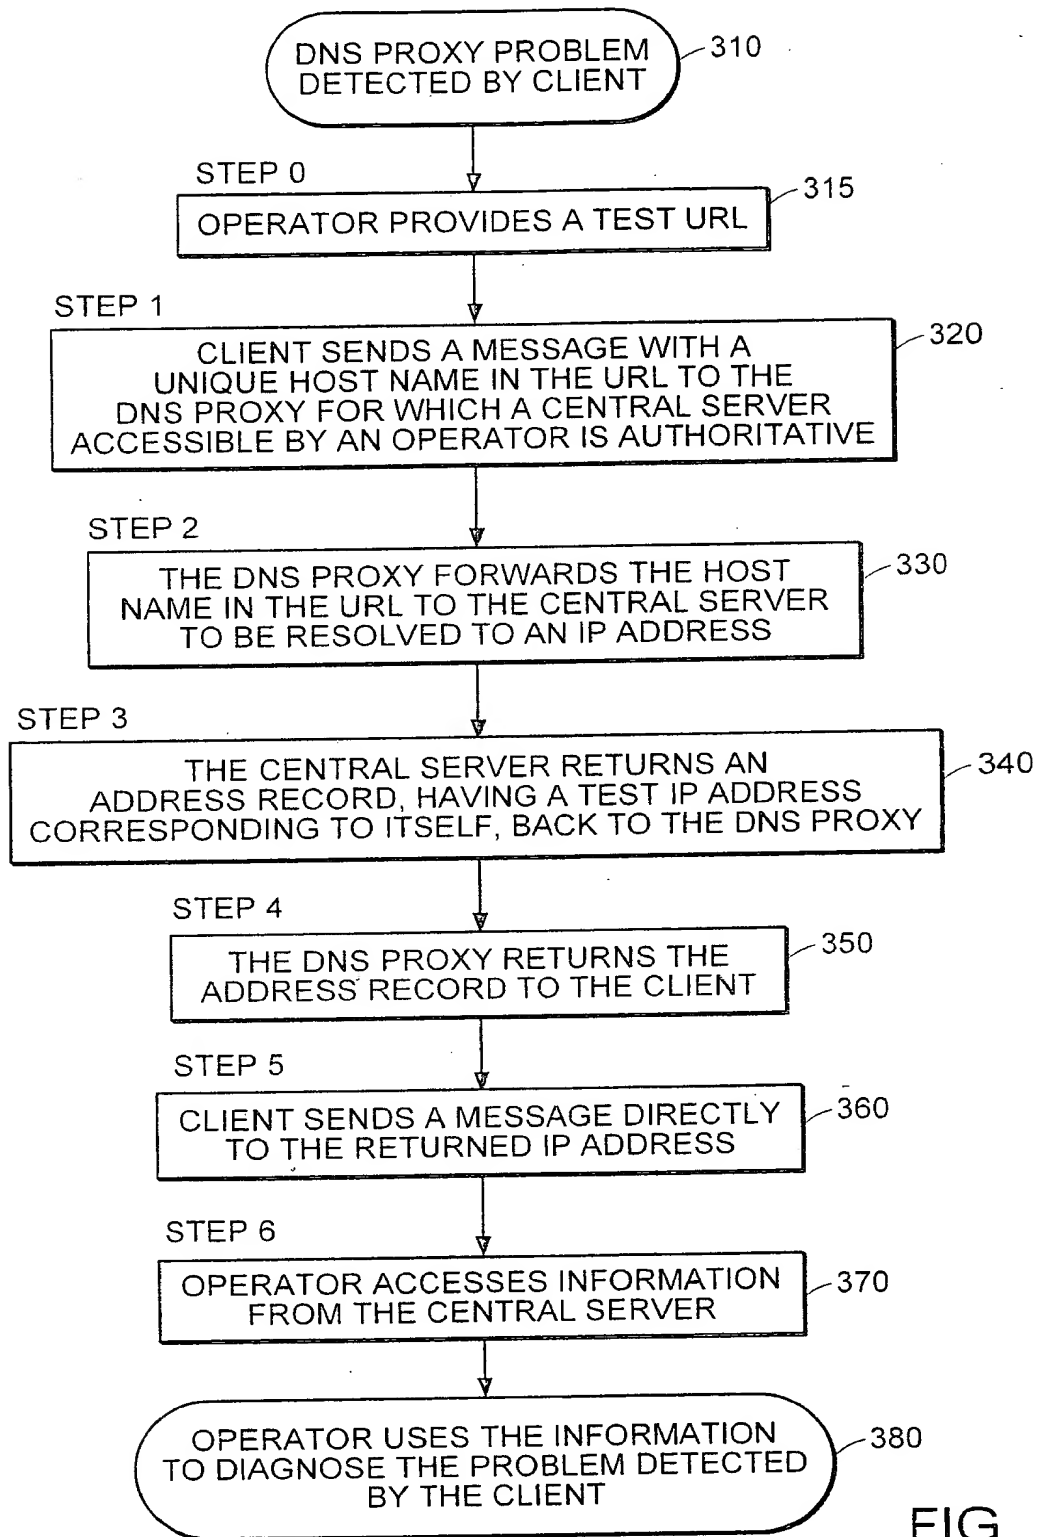 DNS PROXY PROBLEM
DETECTED BY CLIENT
310
STEP 0
315
OPERATOR PROVIDES A TEST URL
STEP 1
320
CLIENT SENDS A MESSAGE WITH A
UNIQUE HOST NAME IN THE URL TO THE
DNS PROXY FOR WHICH A CENTRAL SERVER
ACCESSIBLE BY AN OPERATOR IS AUTHORITATIVE
STEP 2
330
THE DNS PROXY FORWARDS THE HOST
NAME IN THE URL TO THE CENTRAL SERVER
TO BE RESOLVED TO AN IP ADDRESS
STEP 3
340
THE CENTRAL SERVER RETURNS AN
ADDRESS RECORD, HAVING A TEST IP ADDRESS
CORRESPONDING TO ITSELF, BACK TO THE DNS PROXY
STEP 4
350
THE DNS PROXY RETURNS THE
ADDRESS RECORD TO THE CLIENT
STEP 5
360
CLIENT SENDS A MESSAGE DIRECTLY
TO THE RETURNED IP ADDRESS
STEP 6
370
OPERATOR ACCESSES INFORMATION
FROM THE CENTRAL SERVER
380
OPERATOR USES THE INFORMATION
TO DIAGNOSE THE PROBLEM DETECTED
BY THE CLIENT
FIG